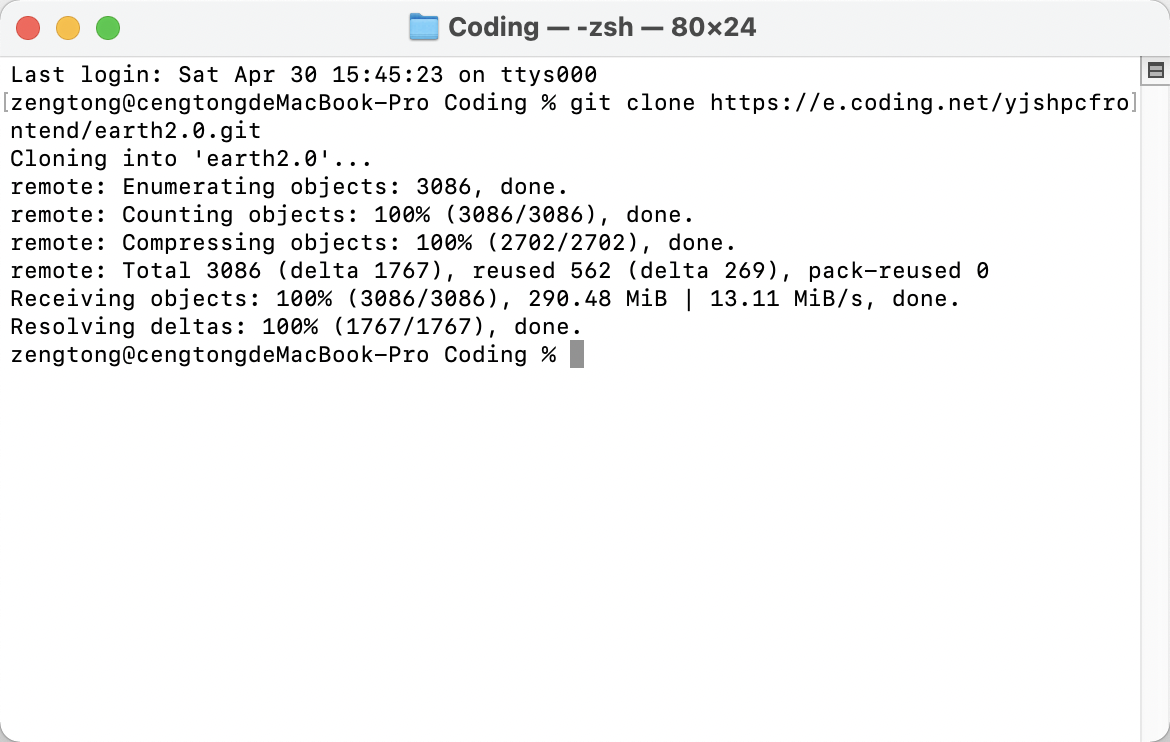 Coding — -zsh — 80×24
Last login: Sat Apr 30 15:45:23 on ttys000
[zengtong@cengtongdeMacBook-Pro Coding % git clone https://e.coding.net/yjshpcfro]
ntend/earth2.0.git
Cloning into 'earth2.0'...
remote: Enumerating objects: 3086, done.
remote: Counting objects: 100% (3086/3086), done.
remote: Compressing objects: 100% (2702/2702), done.
remote: Total 3086 (delta 1767), reused 562 (delta 269), pack-reused 0
Receiving objects: 100% (3086/3086), 290.48 MiB | 13.11 MiB/s, done.
Resolving deltas: 100% (1767/1767), done.
zengtong@cengtongdeMacBook-Pro Coding %